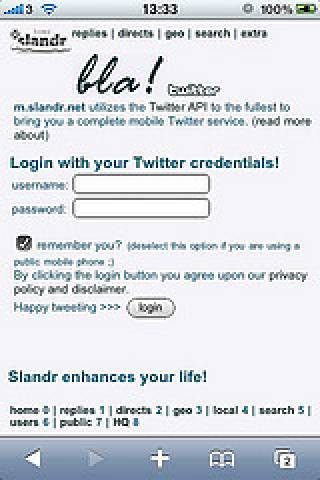 3 13:33 100%
slandr replies | directs | geo | search | extra
bla! twitter
m.slandr.net utilizes the Twitter API to the fullest to
bring you a complete mobile Twitter service. (read more
about)
Login with your Twitter credentials!
username:
password:
remember you? (deselect this option if you are using a
public mobile phone ;)
By clicking the login button you agree upon our privacy
policy and disclaimer.
Happy tweeting >>> login
Slandr enhances your life!
home 0 | replies 1 | directs 2 | geo 3 | local 4 | search 5 |
users 6 | public 7 | HQ 8
2